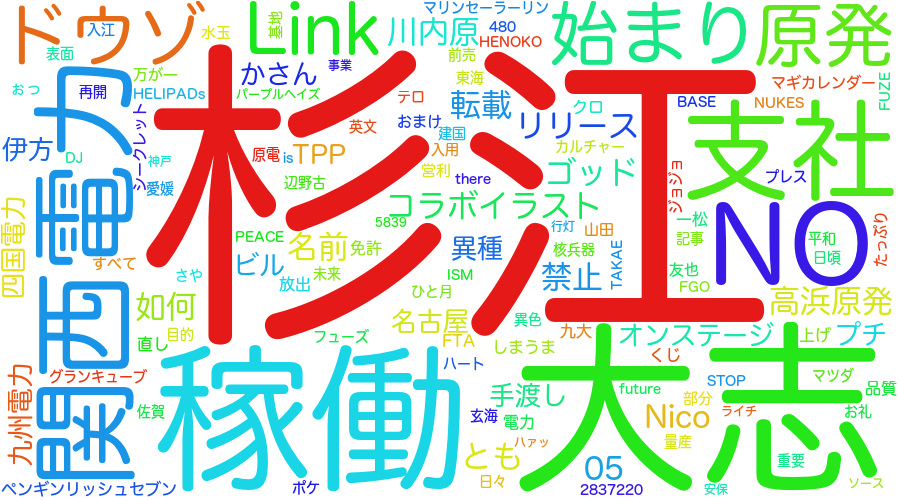 ドゥゾ
Link
川内原
マリンセーラーリン
480
HENOKO
始まり
原発
入江
表面
水玉
基地
前売
おっ
再開
万が一
HELIPADs
かさん
事業
パープルヘイズ
東海
テロ
転載
クロ
BASE
マギカレンダー
NUKES
FUZE
関西電力
杉江
シークレット
英文
おまけ
建国
リリース
カルチャー
支社
伊方
DJ
神戸
愛媛
原電
is
TPP
入用
営利
辺野古
there
ゴッド
ジョジョ
プレス
四国電力
コラボイラスト
5839
PEACE
名前
免許
異種
行灯
山田
核兵器
一松
記事
NO
平和
日頃
たっぷり
すべて
さや
ビル
放出
未来
ISM
禁止
TAKAE
友也
FGO
高浜原発
如何
目的
直し
ひと月
フューズ
名古屋
FTA
しまうま
異色
九大
オンステージ
上げ
プチ
九州電力
グランキューブ
稼働
ハート
大志
くじ
マツダ
佐賀
手渡し
future
STOP
品質
部分
ライチ
お礼
玄海
電力
Nico
量産
とも
ハァッ
日々
05
重要
ペンギンリッシュセブン
ポケ
2837220
安保
ソース